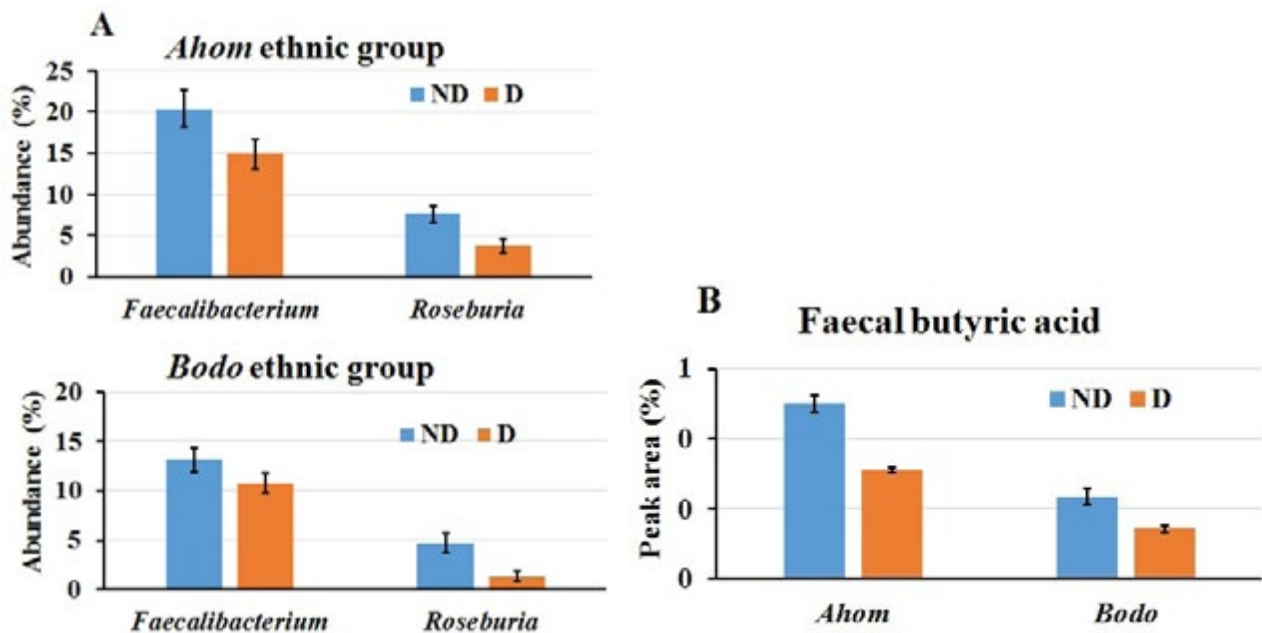 A
Ahom ethnic group
Abundance (%)
25
20
15
10
5
0
ND D
Faecalibacterium Roseburia
Bodo ethnic group
Abundance (%)
20
15
10
5
0
ND D
Faecalibacterium Roseburia
B
Faecal butyric acid
Peak area (%)
1
0
0
0
ND D
Ahom Bodo